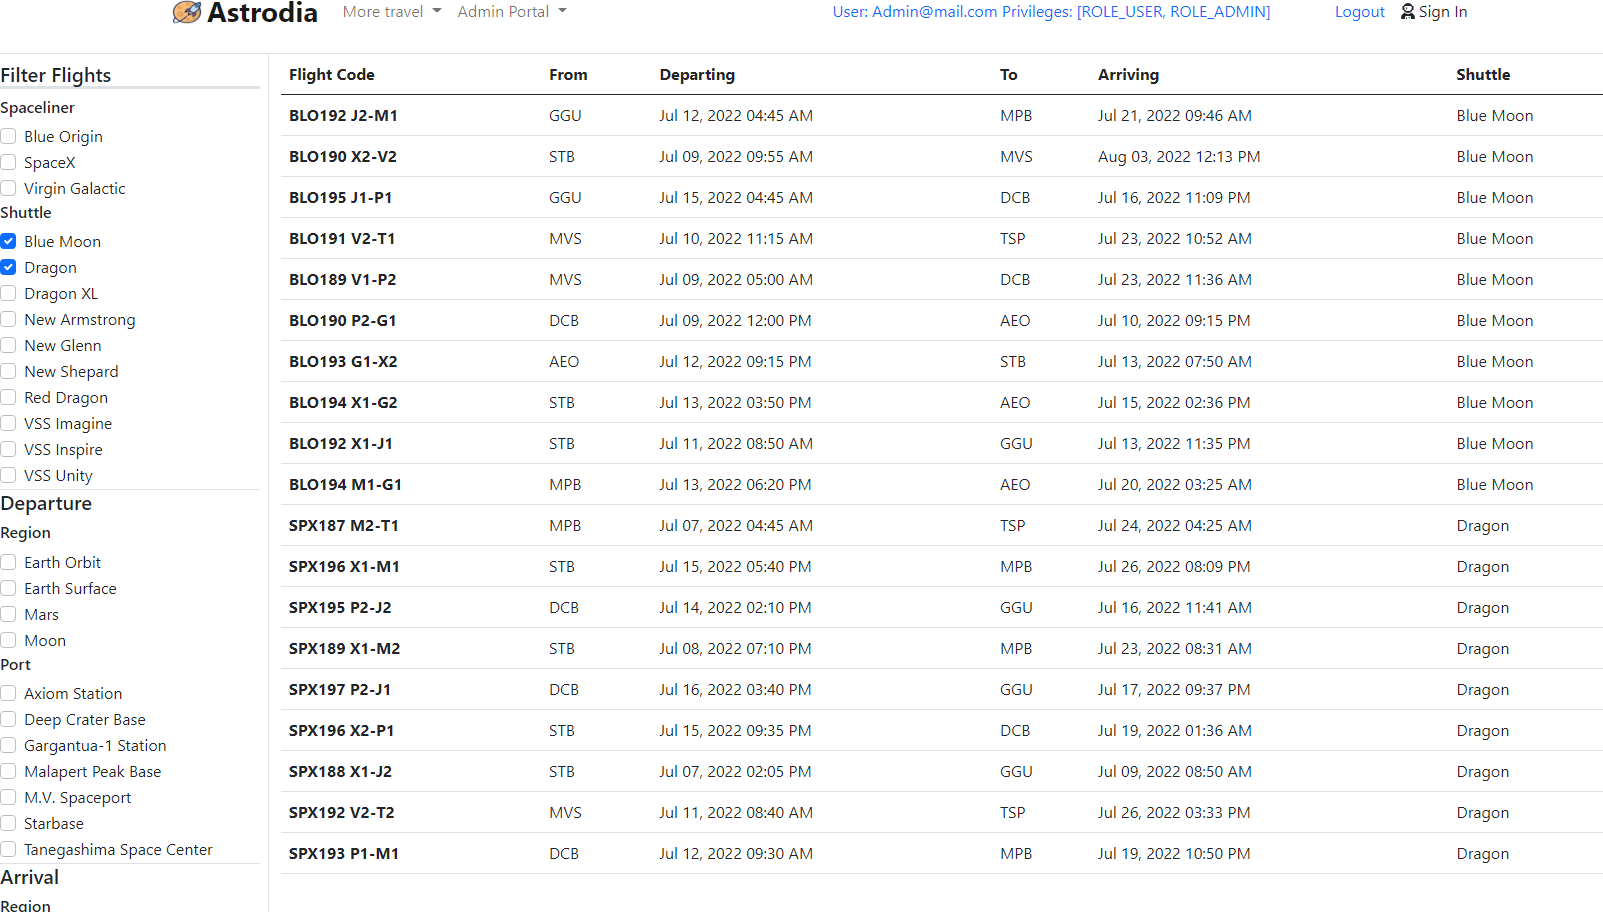 Astrodia More travel Admin Portal User: Admin@mail.com Privileges: [ROLE_USER, ROLE_ADMIN] Logout Sign In
Filter Flights
Spaceliner
Blue Origin
SpaceX
Virgin Galactic
Shuttle
Blue Moon
Dragon
Dragon XL
New Armstrong
New Glenn
New Shepard
Red Dragon
VSS Imagine
VSS Inspire
VSS Unity
Departure
Region
Earth Orbit
Earth Surface
Mars
Moon
Port
Axiom Station
Deep Crater Base
Gargantua-1 Station
Malapert Peak Base
M.V. Spaceport
Starbase
Tanegashima Space Center
Arrival
Region
Flight Code From Departing To Arriving Shuttle
BLO192 J2-M1 GGU Jul 12, 2022 04:45 AM MPB Jul 21, 2022 09:46 AM Blue Moon
BLO190 X2-V2 STB Jul 09, 2022 09:55 AM MVS Aug 03, 2022 12:13 PM Blue Moon
BLO195 J1-P1 GGU Jul 15, 2022 04:45 AM DCB Jul 16, 2022 11:09 PM Blue Moon
BLO191 V2-T1 MVS Jul 10, 2022 11:15 AM TSP Jul 23, 2022 10:52 AM Blue Moon
BLO189 V1-P2 MVS Jul 09, 2022 05:00 AM DCB Jul 23, 2022 11:36 AM Blue Moon
BLO190 P2-G1 DCB Jul 09, 2022 12:00 PM AEO Jul 10, 2022 09:15 PM Blue Moon
BLO193 G1-X2 AEO Jul 12, 2022 09:15 PM STB Jul 13, 2022 07:50 AM Blue Moon
BLO194 X1-G2 STB Jul 13, 2022 03:50 PM AEO Jul 15, 2022 02:36 PM Blue Moon
BLO192 X1-J1 STB Jul 11, 2022 08:50 AM GGU Jul 13, 2022 11:35 PM Blue Moon
BLO194 M1-G1 MPB Jul 13, 2022 06:20 PM AEO Jul 20, 2022 03:25 AM Blue Moon
SPX187 M2-T1 MPB Jul 07, 2022 04:45 AM TSP Jul 24, 2022 04:25 AM Dragon
SPX196 X1-M1 STB Jul 15, 2022 05:40 PM MPB Jul 26, 2022 08:09 PM Dragon
SPX195 P2-J2 DCB Jul 14, 2022 02:10 PM GGU Jul 16, 2022 11:41 AM Dragon
SPX189 X1-M2 STB Jul 08, 2022 07:10 PM MPB Jul 23, 2022 08:31 AM Dragon
SPX197 P2-J1 DCB Jul 16, 2022 03:40 PM GGU Jul 17, 2022 09:37 PM Dragon
SPX196 X2-P1 STB Jul 15, 2022 09:35 PM DCB Jul 19, 2022 01:36 AM Dragon
SPX188 X1-J2 STB Jul 07, 2022 02:05 PM GGU Jul 09, 2022 08:50 AM Dragon
SPX192 V2-T2 MVS Jul 11, 2022 08:40 AM TSP Jul 26, 2022 03:33 PM Dragon
SPX193 P1-M1 DCB Jul 12, 2022 09:30 AM MPB Jul 19, 2022 10:50 PM Dragon